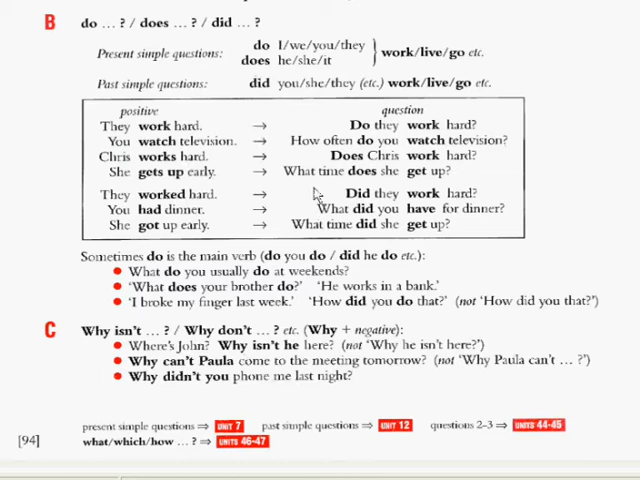 B do ... ? / does ... ? / did ... ?
Present simple questions: do I/we/you/they
does he/she/it } work/live/go etc.
Past simple questions: did you/she/they (etc.) work/live/go etc.
positive question
They work hard. → Do they work hard?
You watch television. → How often do you watch television?
Chris works hard. → Does Chris work hard?
She gets up early. → What time does she get up?
They worked hard. → Did they work hard?
You had dinner. → What did you have for dinner?
She got up early. → What time did she get up?
Sometimes do is the main verb (do you do / did he do etc.):
● What do you usually do at weekends?
● 'What does your brother do?' 'He works in a bank.'
● 'I broke my finger last week.' 'How did you do that?' (not 'How did you that?')
C Why isn't ... ? / Why don't ... ? etc. (Why + negative):
● Where's John? Why isn't he here? (not 'Why he isn't here?')
● Why can't Paula come to the meeting tomorrow? (not 'Why Paula can't ... ?')
● Why didn't you phone me last night?
present simple questions ⇒ UNIT 7 past simple questions ⇒ UNIT 12 questions 2–3 ⇒ UNITS 44-45
[94] what/which/how ... ? ⇒ UNITS 46-47